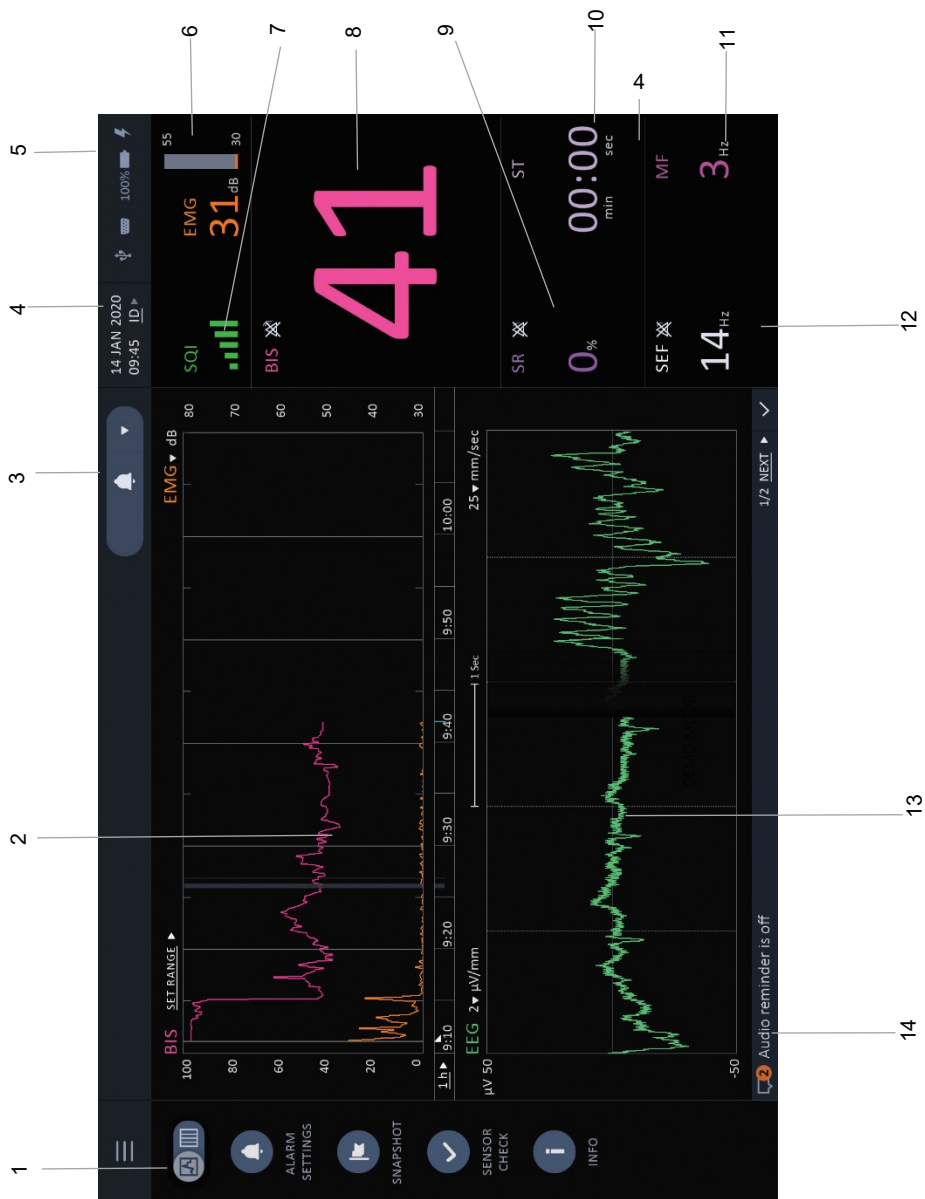 1
2
3
4
5
6
7
8
9
10
4
11
12
13
14
14 JAN 2020
09:45 ID
100%
ALARM
SETTINGS
SNAPSHOT
SENSOR
CHECK
INFO
BIS SET RANGE
EMG dB
100
80
60
40
20
0
80
70
60
50
40
30
1 h
9:10 9:20 9:30 9:40 9:50 10:00
EEG 2 µV/mm
25 mm/sec
1 Sec
µV 50
-50
DEMO MODE
2 Audio reminder is off
1/2 NEXT
SQI
EMG
31 dB
55
30
BIS
41
SR
0 %
ST
00:00
min sec
SEF
14 Hz
MF
3 Hz